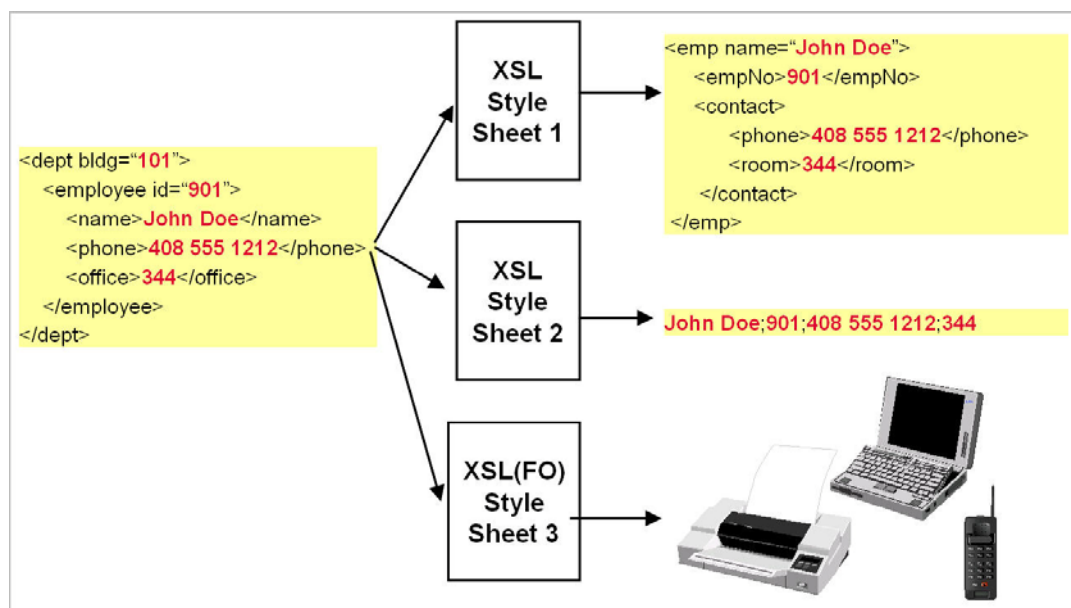 <dept bldg=“101”>
<employee id=“901”>
<name>John Doe</name>
<phone>408 555 1212</phone>
<office>344</office>
</employee>
</dept>
XSL
Style
Sheet 1
<emp name=“John Doe”>
<empNo>901</empNo>
<contact>
<phone>408 555 1212</phone>
<room>344</room>
</contact>
</emp>
XSL
Style
Sheet 2
John Doe;901;408 555 1212;344
XSL(FO)
Style
Sheet 3